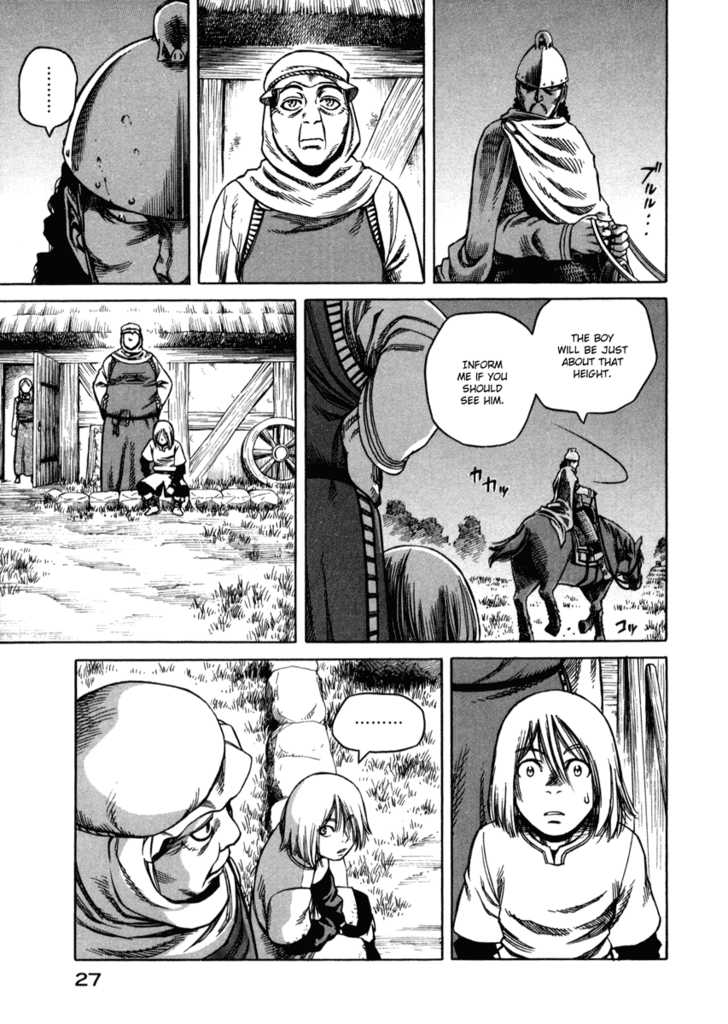 ブルル…
………
THE BOY
WILL BE JUST
ABOUT THAT
HEIGHT.
INFORM
ME IF YOU
SHOULD
SEE HIM.
カカッ
コッ
………
27